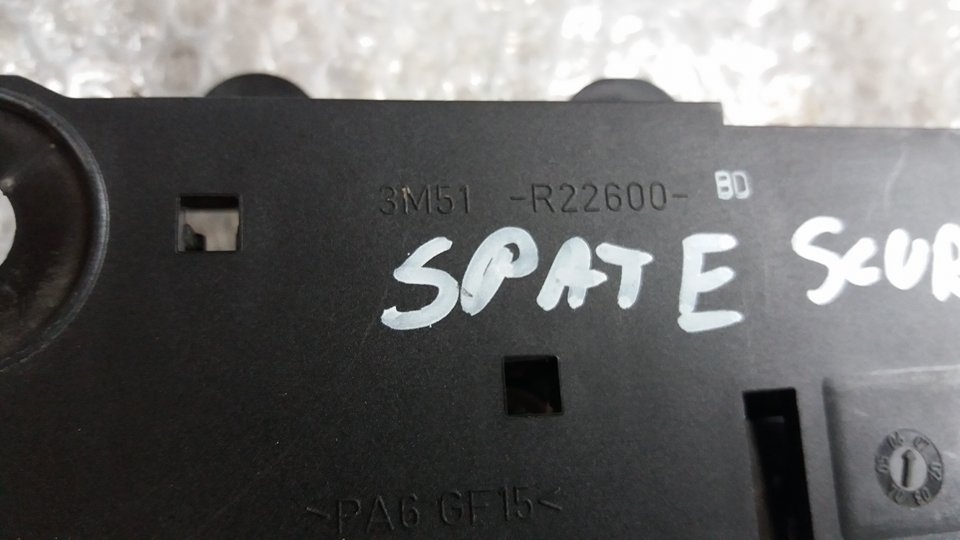 3M51 -R22600- BD
SPATE SCUR
>PA6 GF15<